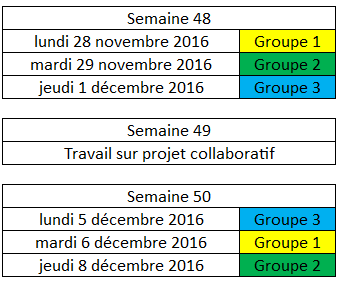 Semaine 48
lundi 28 novembre 2016 Groupe 1
mardi 29 novembre 2016 Groupe 2
jeudi 1 décembre 2016 Groupe 3
Semaine 49
Travail sur projet collaboratif
Semaine 50
lundi 5 décembre 2016 Groupe 3
mardi 6 décembre 2016 Groupe 1
jeudi 8 décembre 2016 Groupe 2